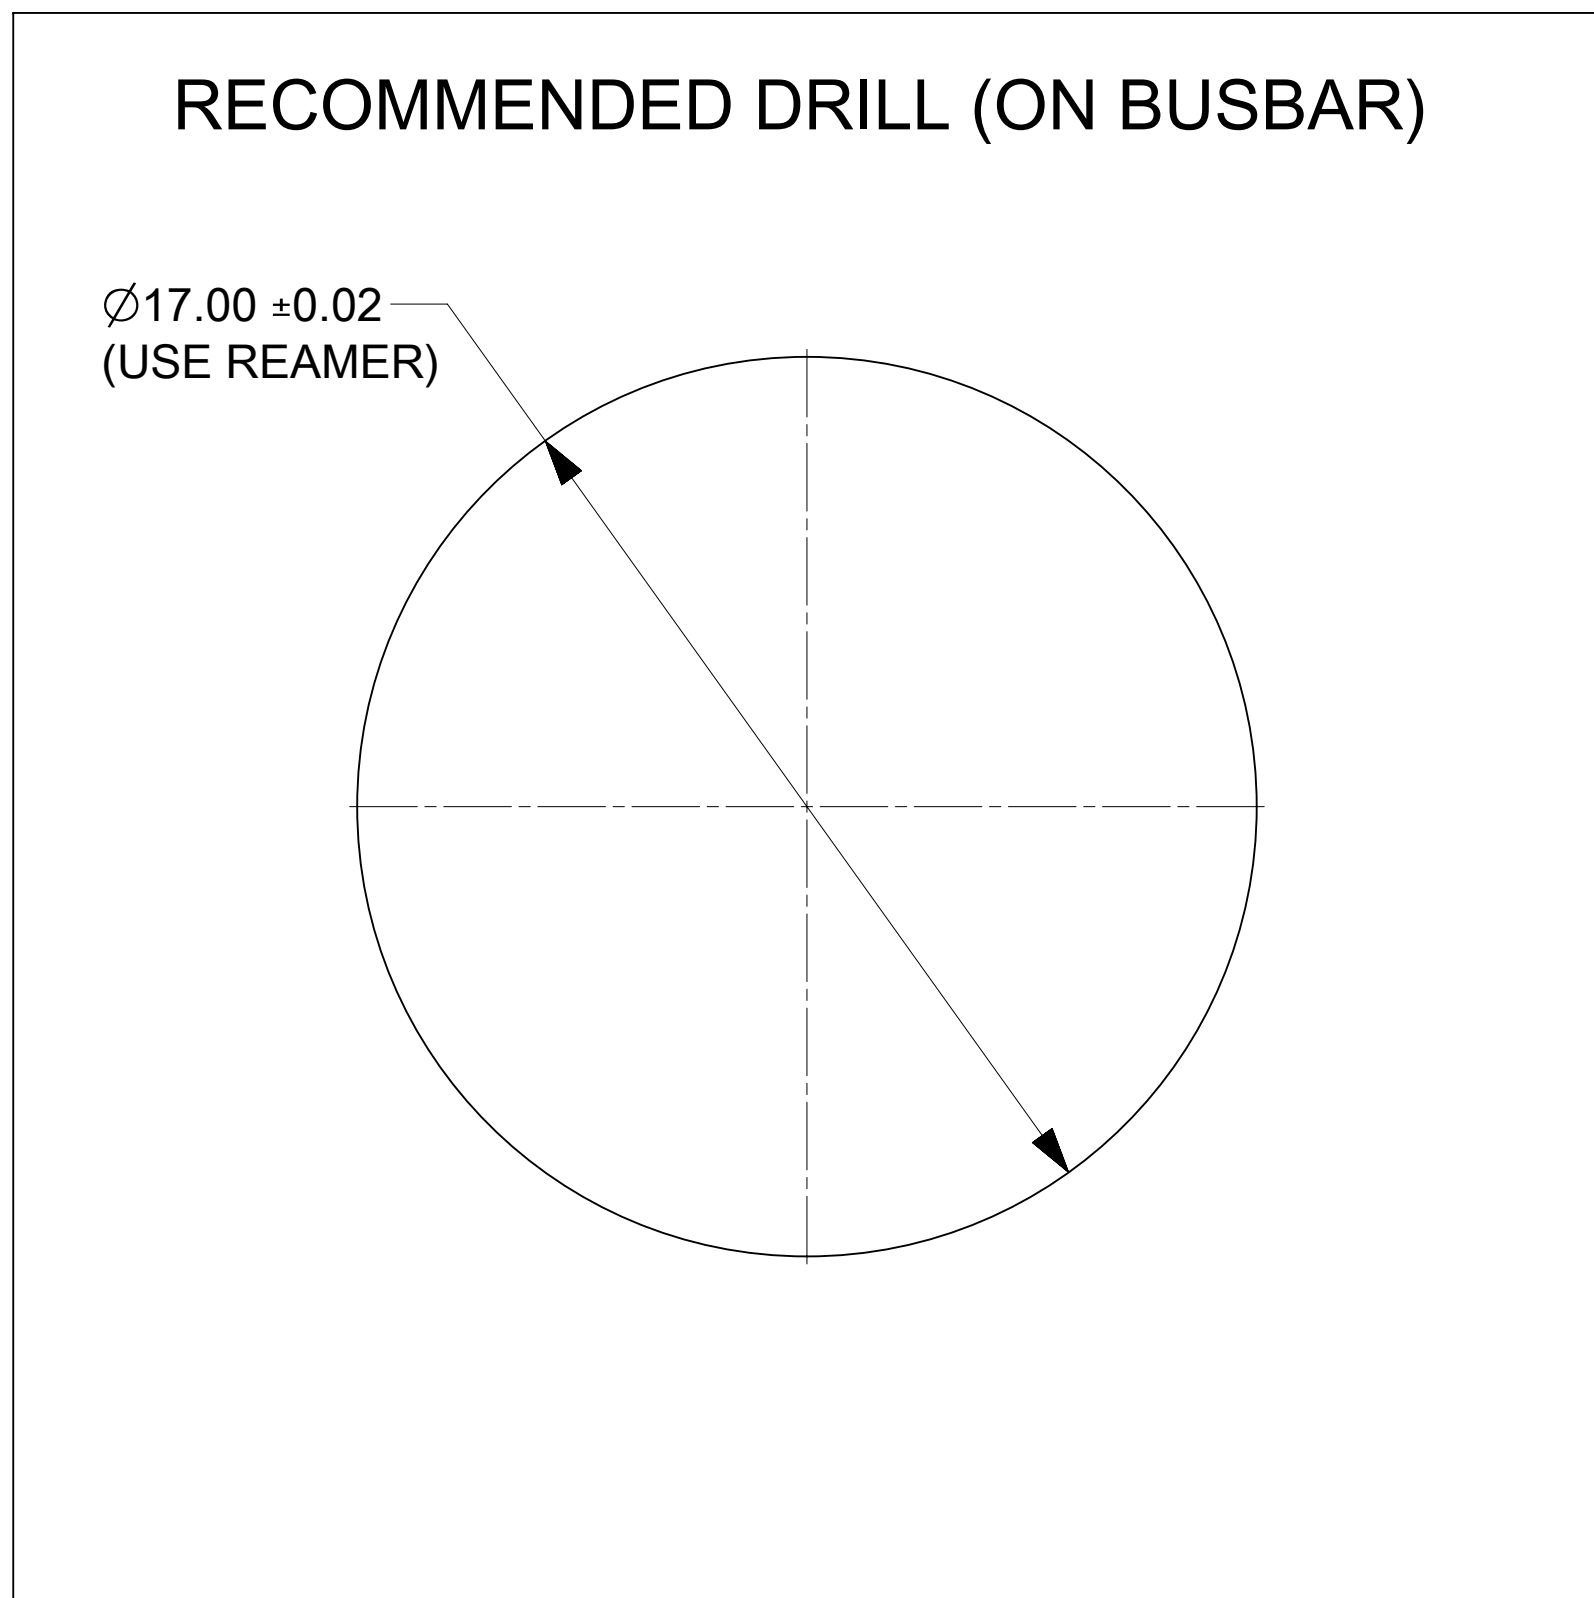 RECOMMENDED DRILL (ON BUSBAR)
∅17.00 ±0.02
(USE REAMER)